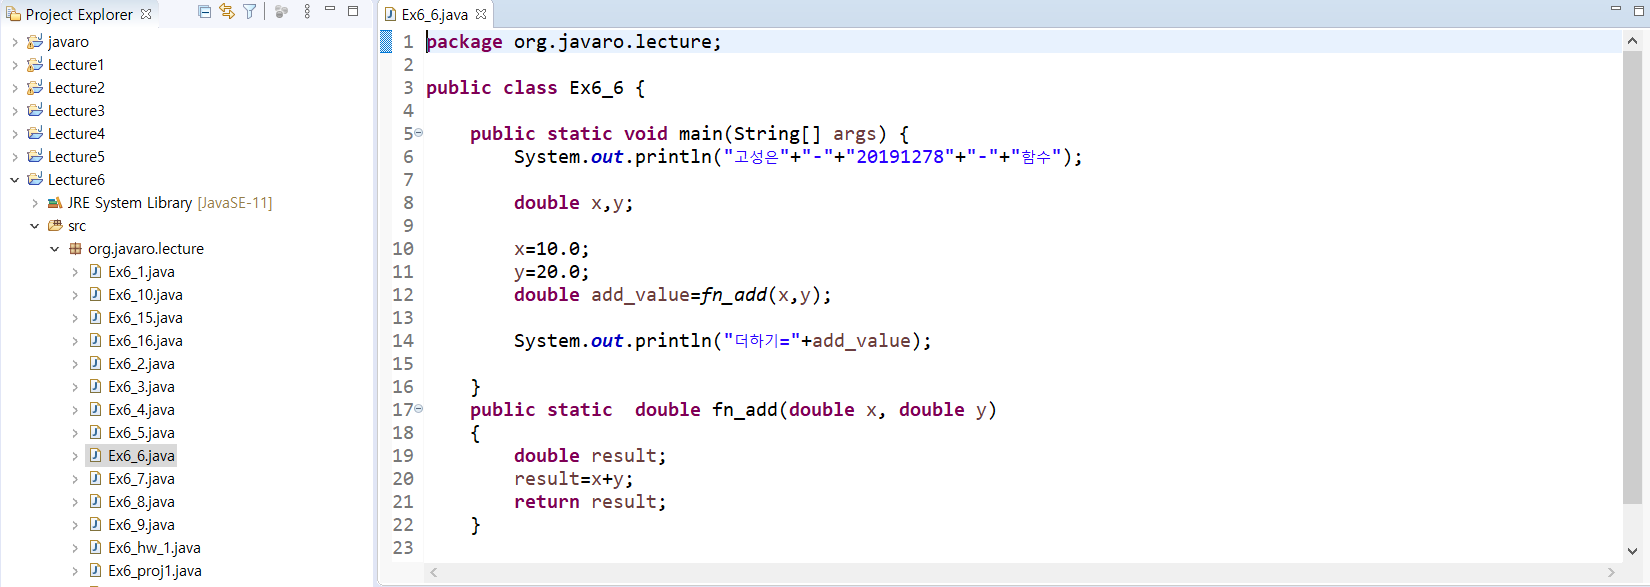 Project Explorer
javaro
Lecture1
Lecture2
Lecture3
Lecture4
Lecture5
Lecture6
JRE System Library [JavaSE-11]
src
org.javaro.lecture
Ex6_1.java
Ex6_10.java
Ex6_15.java
Ex6_16.java
Ex6_2.java
Ex6_3.java
Ex6_4.java
Ex6_5.java
Ex6_6.java
Ex6_7.java
Ex6_8.java
Ex6_9.java
Ex6_hw_1.java
Ex6_proj1.java
Ex6_6.java
1 package org.javaro.lecture;
2
3 public class Ex6_6 {
4
5 public static void main(String[] args) {
6 System.out.println("고성은"+"-"+"20191278"+"-"+"함수");
7
8 double x,y;
9
10 x=10.0;
11 y=20.0;
12 double add_value=fn_add(x,y);
13
14 System.out.println("더하기="+add_value);
15
16 }
17 public static  double fn_add(double x, double y)
18 {
19 double result;
20 result=x+y;
21 return result;
22 }
23